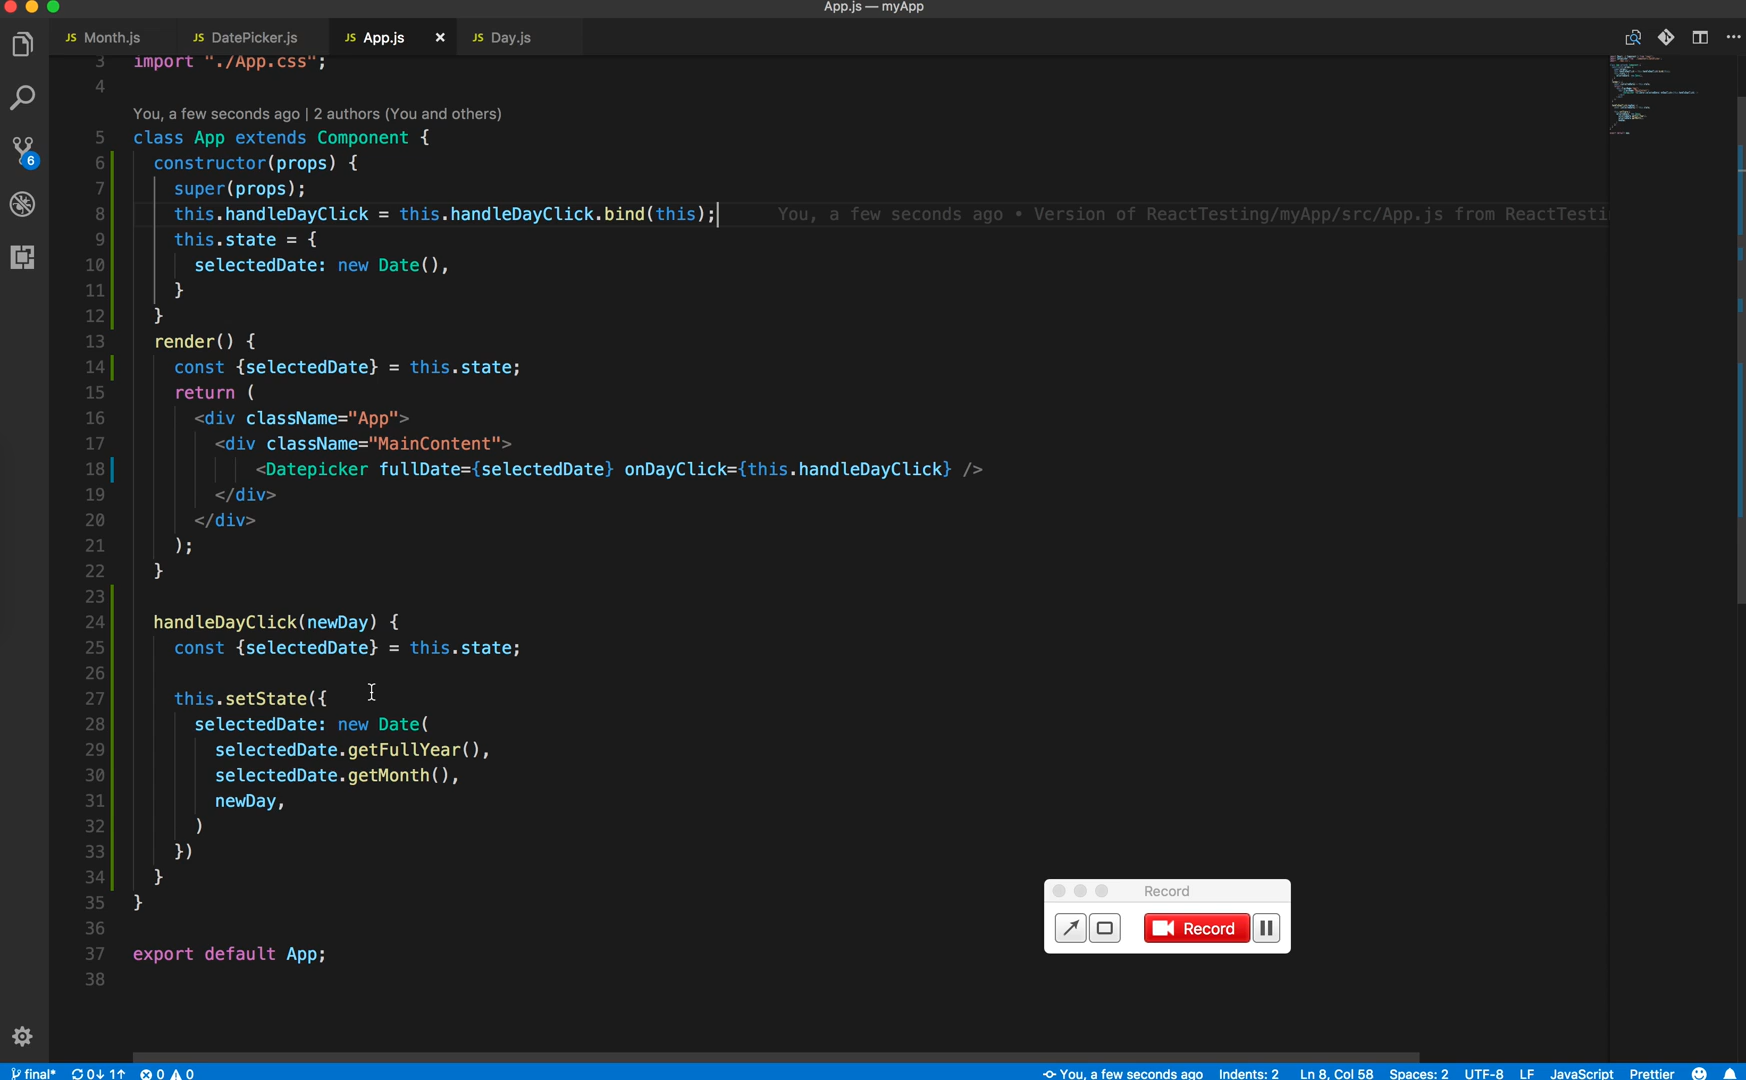 App.js — myApp
JS Month.js JS DatePicker.js JS App.js × JS Day.js
3 import "./App.css";
4
You, a few seconds ago | 2 authors (You and others)
5 class App extends Component {
6 constructor(props) {
7 super(props);
8 this.handleDayClick = this.handleDayClick.bind(this); You, a few seconds ago • Version of ReactTesting/myApp/src/App.js from ReactTesti
9 this.state = {
10 selectedDate: new Date(),
11 }
12 }
13 render() {
14 const {selectedDate} = this.state;
15 return (
16 <div className="App">
17 <div className="MainContent">
18 <Datepicker fullDate={selectedDate} onDayClick={this.handleDayClick} />
19 </div>
20 </div>
21 );
22 }
23
24 handleDayClick(newDay) {
25 const {selectedDate} = this.state;
26
27 this.setState({
28 selectedDate: new Date(
29 selectedDate.getFullYear(),
30 selectedDate.getMonth(),
31 newDay,
32 )
33 })
34 }
35 }
36
37 export default App;
38
6
Record
Record
final* 0↓ 1↑ 0 0 You, a few seconds ago Indents: 2 Ln 8, Col 58 Spaces: 2 UTF-8 LF JavaScript Prettier